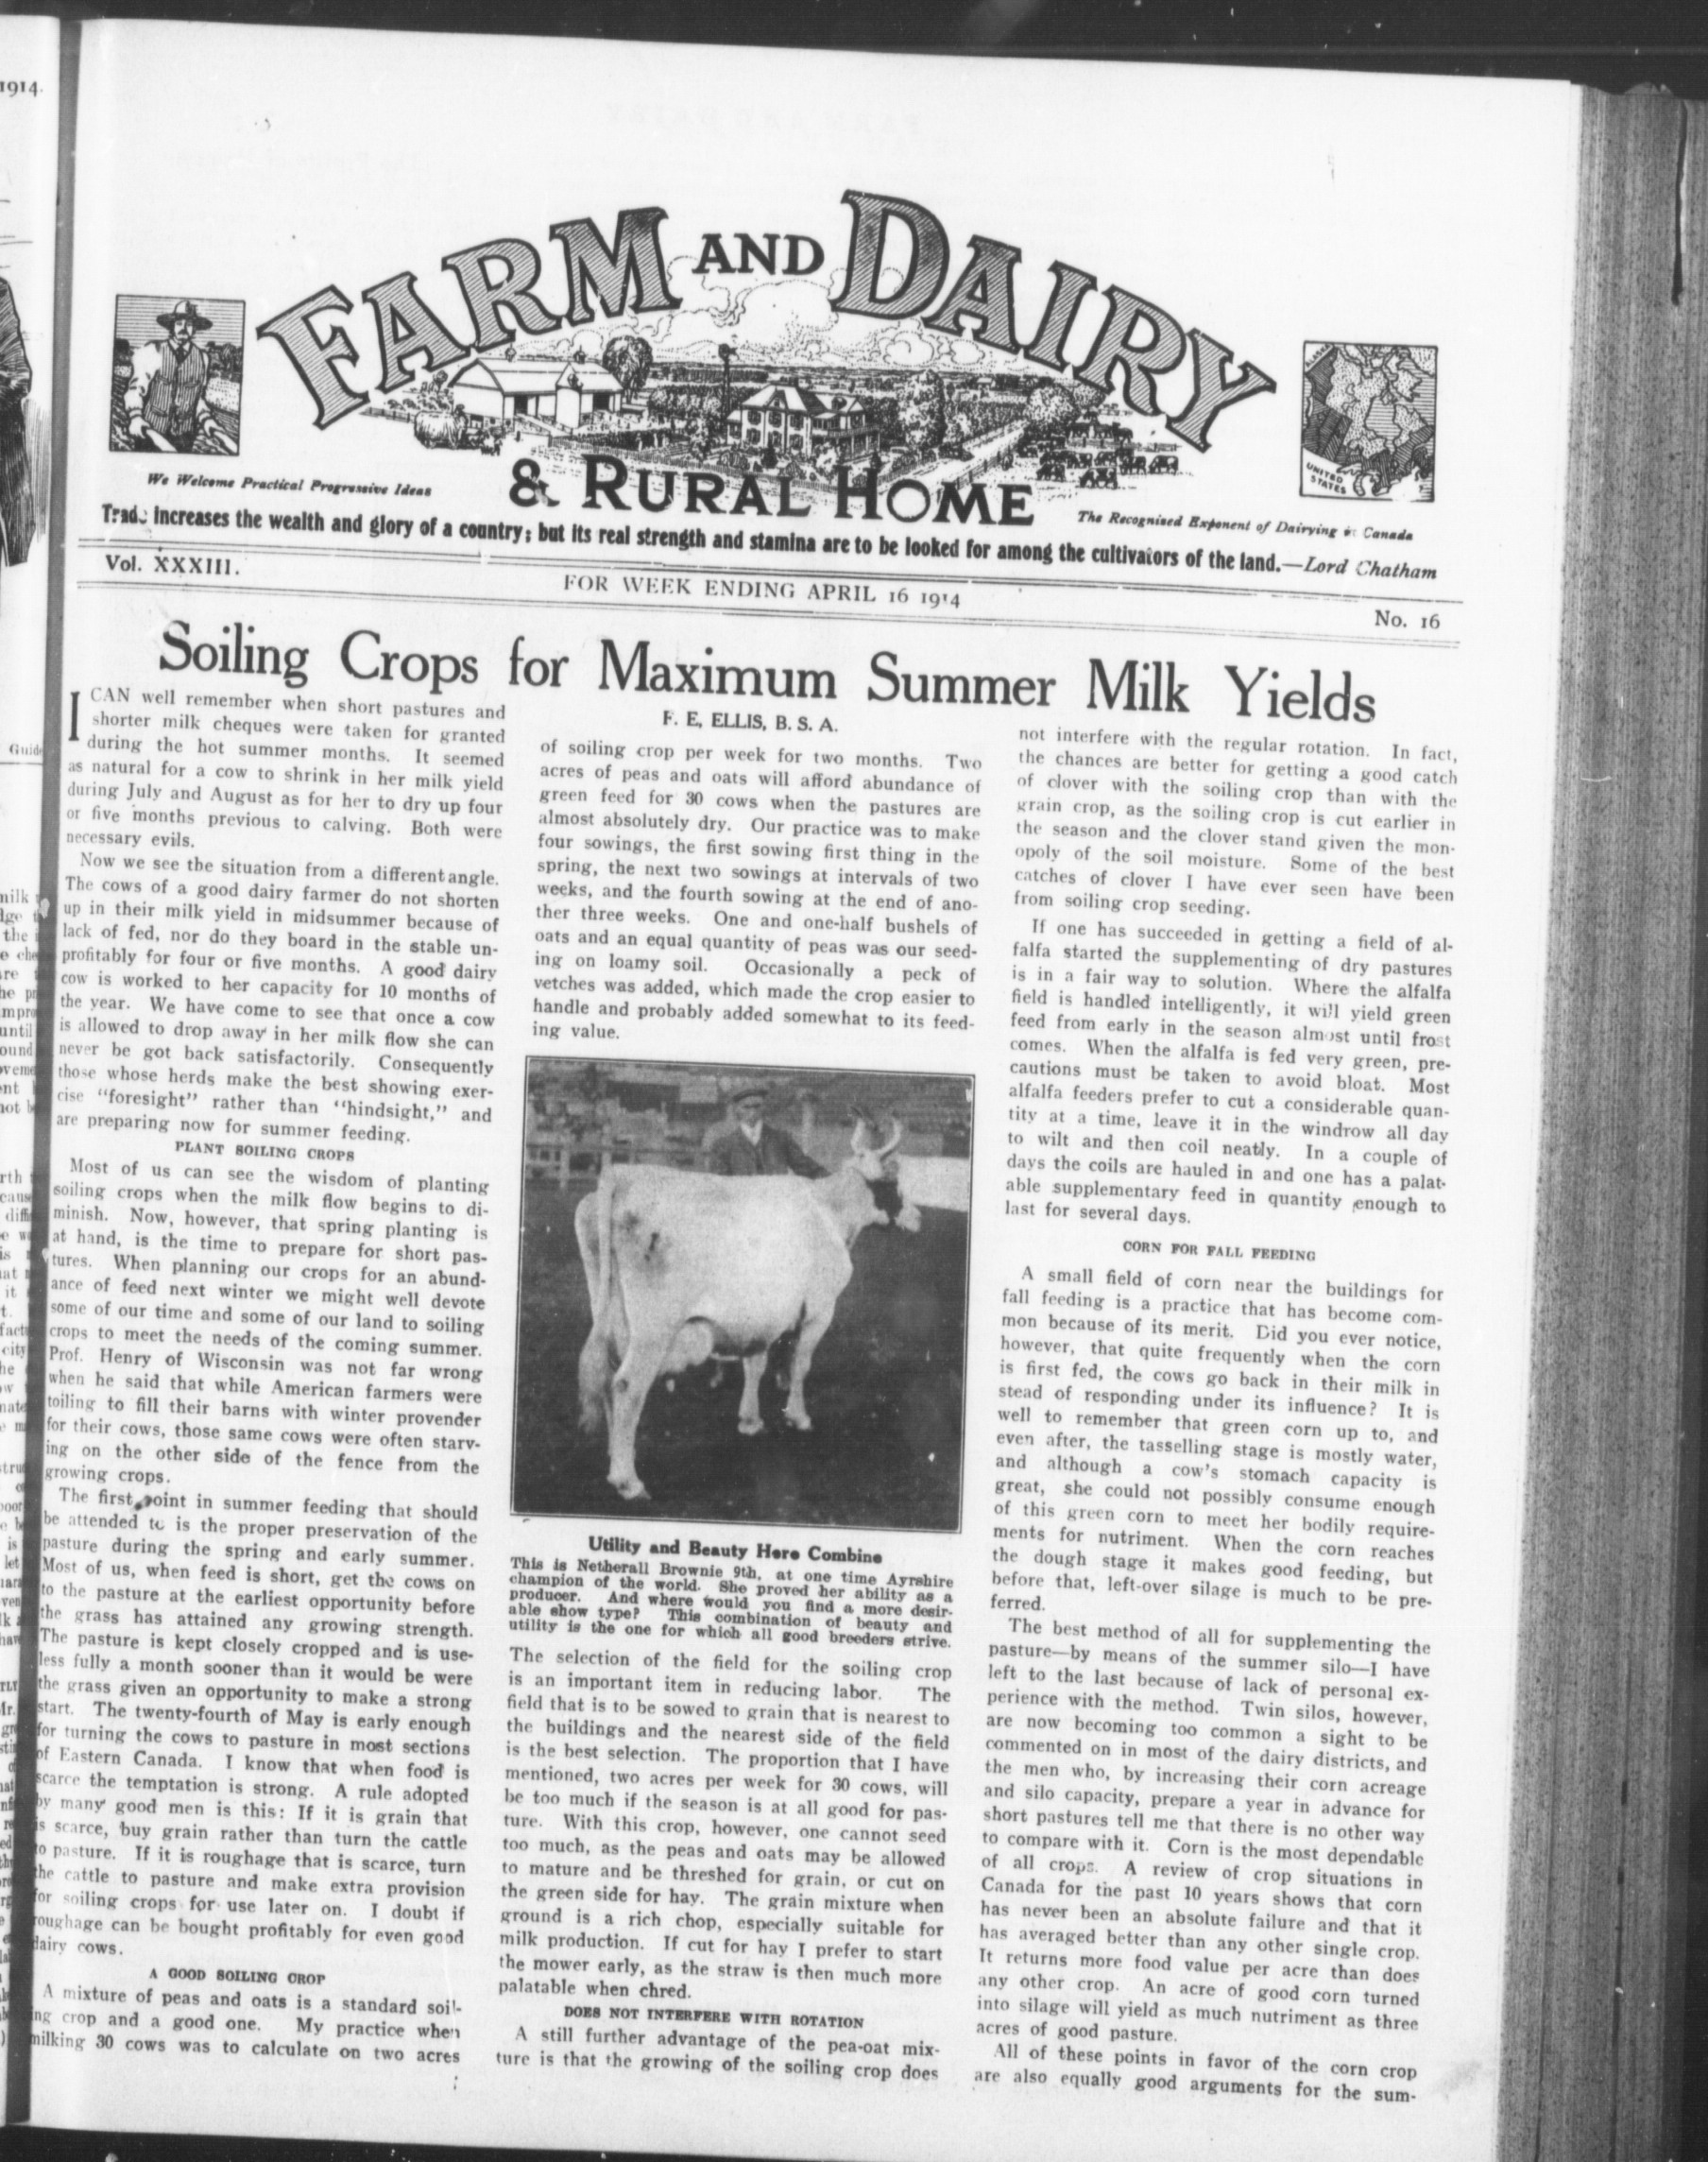 1914.
FARM AND DAIRY
& RURAL HOME
We Welcome Practical Progressive Ideas
The Recognized Exponent of Dairying Canada
UNITED
STATES
Trade increases the wealth and glory of a country; but its real strength and stamina are to be looked for among the cultivators of the land.—Lord Chatham
Vol. XXXIII.
FOR WEEK ENDING APRIL 16 1914
No. 16
Soiling Crops for Maximum Summer Milk Yields
F. E. ELLIS, B. S. A.
I CAN well remember when short pastures and
shorter milk cheques were taken for granted
during the hot summer months. It seemed
as natural for a cow to shrink in her milk yield
during July and August as for her to dry up four
or five months previous to calving. Both were
necessary evils.
Now we see the situation from a different angle.
The cows of a good dairy farmer do not shorten
up in their milk yield in midsummer because of
lack of fed, nor do they board in the stable un-
profitably for four or five months. A good dairy
cow is worked to her capacity for 10 months of
the year. We have come to see that once a cow
is allowed to drop away in her milk flow she can
never be got back satisfactorily. Consequently
those whose herds make the best showing exer-
cise "foresight" rather than "hindsight," and
are preparing now for summer feeding.
PLANT SOILING CROPS
Most of us can see the wisdom of planting
soiling crops when the milk flow begins to di-
minish. Now, however, that spring planting is
at hand, is the time to prepare for short pas-
tures. When planning our crops for an abund-
ance of feed next winter we might well devote
some of our time and some of our land to soiling
crops to meet the needs of the coming summer.
Prof. Henry of Wisconsin was not far wrong
when he said that while American farmers were
toiling to fill their barns with winter provender
for their cows, those same cows were often starv-
ing on the other side of the fence from the
growing crops.
The first point in summer feeding that should
be attended to is the proper preservation of the
pasture during the spring and early summer.
Most of us, when feed is short, get the cows on
to the pasture at the earliest opportunity before
the grass has attained any growing strength.
The pasture is kept closely cropped and is use-
less fully a month sooner than it would be were
the grass given an opportunity to make a strong
start. The twenty-fourth of May is early enough
for turning the cows to pasture in most sections
of Eastern Canada. I know that when food is
scarce the temptation is strong. A rule adopted
by many good men is this: If it is grain that
is scarce, buy grain rather than turn the cattle
to pasture. If it is roughage that is scarce, turn
the cattle to pasture and make extra provision
for soiling crops for use later on. I doubt if
roughage can be bought profitably for even good
dairy cows.
A GOOD SOILING CROP
A mixture of peas and oats is a standard soil-
ing crop and a good one. My practice when
milking 30 cows was to calculate on two acres
of soiling crop per week for two months. Two
acres of peas and oats will afford abundance of
green feed for 30 cows when the pastures are
almost absolutely dry. Our practice was to make
four sowings, the first sowing first thing in the
spring, the next two sowings at intervals of two
weeks, and the fourth sowing at the end of ano-
ther three weeks. One and one-half bushels of
oats and an equal quantity of peas was our seed-
ing on loamy soil. Occasionally a peck of
vetches was added, which made the crop easier to
handle and probably added somewhat to its feed-
ing value.
Utility and Beauty Here Combine
This is Netherall Brownie 9th, at one time Ayrshire
champion of the world. She proved her ability as a
producer. And where would you find a more desir-
able show type? This combination of beauty and
utility is the one for which all good breeders strive.
The selection of the field for the soiling crop
is an important item in reducing labor. The
field that is to be sowed to grain that is nearest to
the buildings and the nearest side of the field
is the best selection. The proportion that I have
mentioned, two acres per week for 30 cows, will
be too much if the season is at all good for pas-
ture. With this crop, however, one cannot seed
too much, as the peas and oats may be allowed
to mature and be threshed for grain, or cut on
the green side for hay. The grain mixture when
ground is a rich chop, especially suitable for
milk production. If cut for hay I prefer to start
the mower early, as the straw is then much more
palatable when chred.
DOES NOT INTERFERE WITH ROTATION
A still further advantage of the pea-oat mix-
ture is that the growing of the soiling crop does
not interfere with the regular rotation. In fact,
the chances are better for getting a good catch
of clover with the soiling crop than with the
grain crop, as the soiling crop is cut earlier in
the season and the clover stand given the mon-
opoly of the soil moisture. Some of the best
catches of clover I have ever seen have been
from soiling crop seeding.
If one has succeeded in getting a field of al-
falfa started the supplementing of dry pastures
is in a fair way to solution. Where the alfalfa
field is handled intelligently, it will yield green
feed from early in the season almost until frost
comes. When the alfalfa is fed very green, pre-
cautions must be taken to avoid bloat. Most
alfalfa feeders prefer to cut a considerable quan-
tity at a time, leave it in the windrow all day
to wilt and then coil neatly. In a couple of
days the coils are hauled in and one has a palat-
able supplementary feed in quantity enough to
last for several days.
CORN FOR FALL FEEDING
A small field of corn near the buildings for
fall feeding is a practice that has become com-
mon because of its merit. Did you ever notice,
however, that quite frequently when the corn
is first fed, the cows go back in their milk in
stead of responding under its influence? It is
well to remember that green corn up to, and
even after, the tasselling stage is mostly water,
and although a cow's stomach capacity is
great, she could not possibly consume enough
of this green corn to meet her bodily require-
ments for nutriment. When the corn reaches
the dough stage it makes good feeding, but
before that, left-over silage is much to be pre-
ferred.
The best method of all for supplementing the
pasture—by means of the summer silo—I have
left to the last because of lack of personal ex-
perience with the method. Twin silos, however,
are now becoming too common a sight to be
commented on in most of the dairy districts, and
the men who, by increasing their corn acreage
and silo capacity, prepare a year in advance for
short pastures tell me that there is no other way
to compare with it. Corn is the most dependable
of all crops. A review of crop situations in
Canada for the past 10 years shows that corn
has never been an absolute failure and that it
has averaged better than any other single crop.
It returns more food value per acre than does
any other crop. An acre of good corn turned
into silage will yield as much nutriment as three
acres of good pasture.
All of these points in favor of the corn crop
are also equally good arguments for the sum-